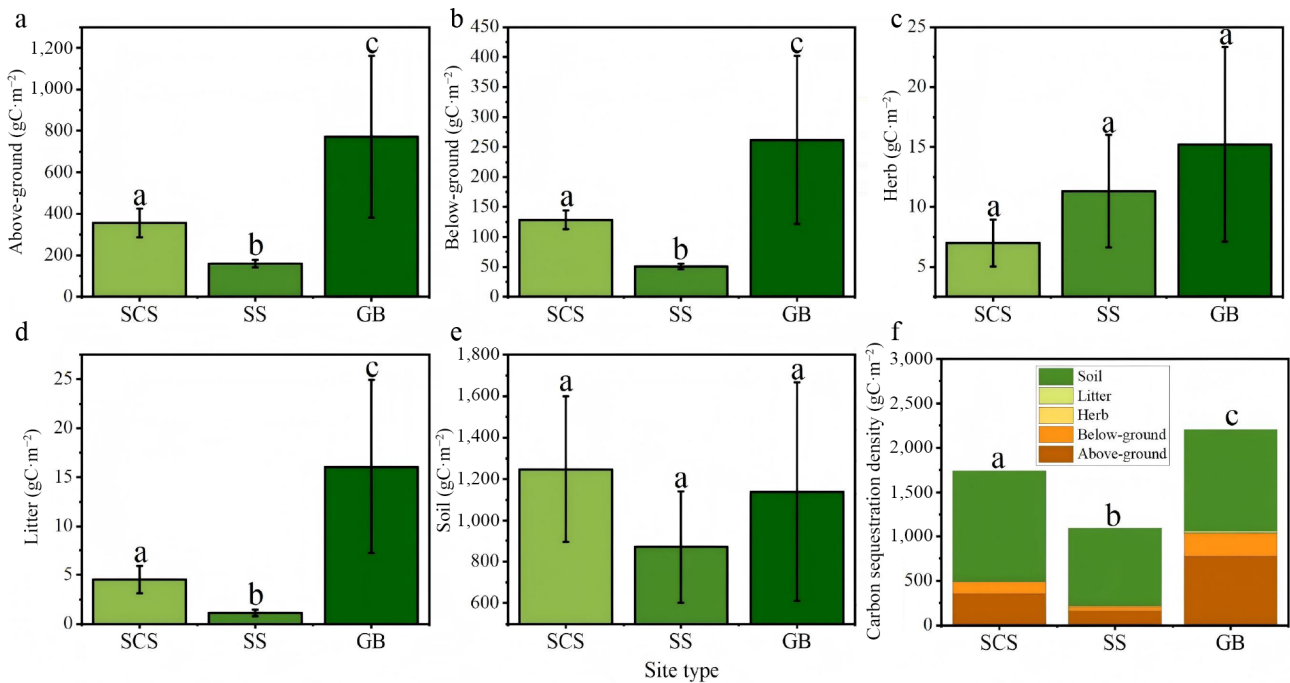 a
Above-ground (gC·m⁻²)
1,200
1,000
800
600
400
200
0
a
b
c
SCS
SS
GB
b
Below-ground (gC·m⁻²)
450
400
350
300
250
200
150
100
50
0
a
b
c
SCS
SS
GB
c
Herb (gC·m⁻²)
25
20
15
10
5
a
a
a
SCS
SS
GB
d
Litter (gC·m⁻²)
25
20
15
10
5
0
a
b
c
SCS
SS
GB
e
Soil (gC·m⁻²)
1,800
1,600
1,400
1,200
1,000
800
600
a
a
a
SCS
SS
GB
Site type
f
Carbon sequestration density (gC·m⁻²)
3,000
2,500
2,000
1,500
1,000
500
0
Soil
Litter
Herb
Below-ground
Above-ground
a
b
c
SCS
SS
GB